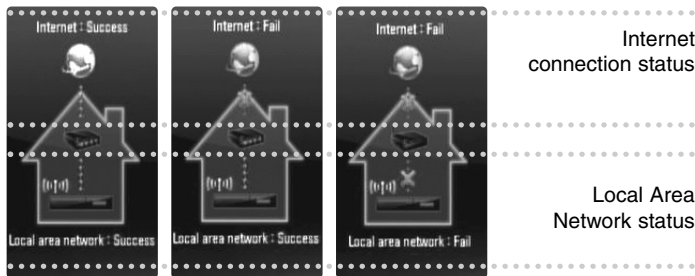 Internet : Success
Internet : Fail
Internet : Fail
Internet
connection status
Local Area
Network status
Local area network : Success
Local area network : Success
Local area network : Fail